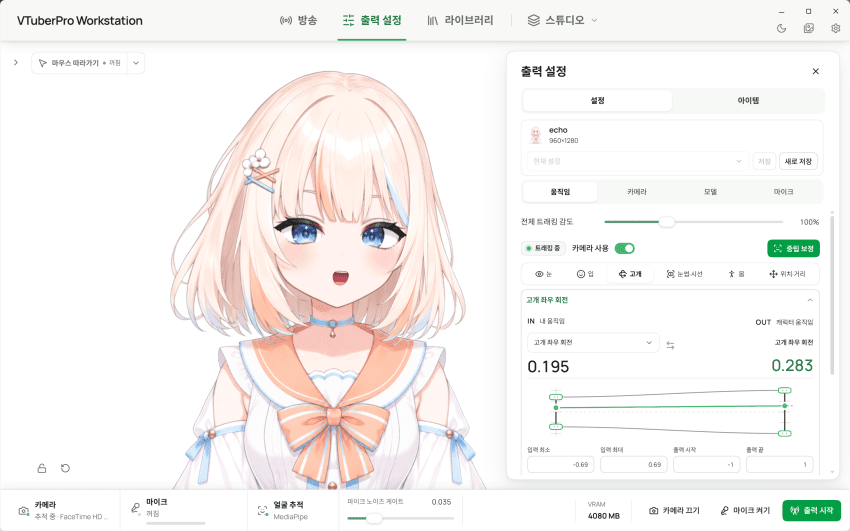 VTuberPro Workstation
방송
출력 설정
라이브러리
스튜디오
마우스 따라가기 • 꺼짐
출력 설정
설정
아이템
echo
960×1280
현재 설정
저장
새로 저장
움직임
카메라
모델
마이크
전체 트래킹 감도
100%
트래킹 중
카메라 사용
중립 보정
눈
입
고개
눈썹·시선
몸
위치·거리
고개 좌우 회전
IN 내 움직임
OUT 캐릭터 움직임
고개 좌우 회전
고개 좌우 회전
0.195
0.283
입력 최소
입력 최대
출력 시작
출력 끝
-0.69
0.69
-1
1
카메라
추적 중 · FaceTime HD ...
마이크
꺼짐
얼굴 추적
MediaPipe
마이크 노이즈 게이트
0.035
VRAM
4080 MB
카메라 끄기
마이크 켜기
출력 시작